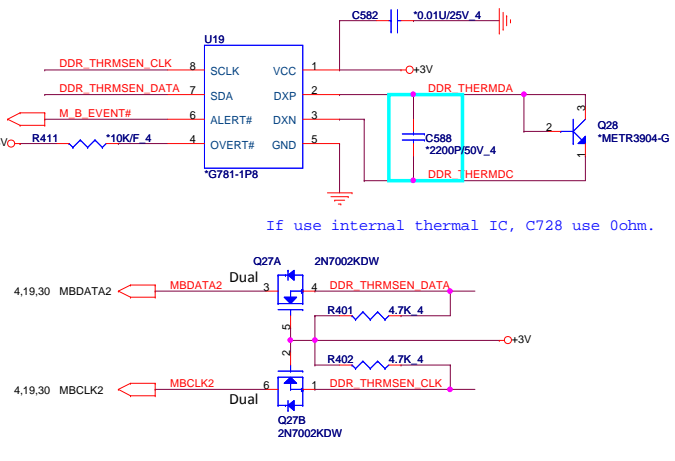 C582 *0.01U/25V_4
U19
DDR_THRMSEN_CLK 8 SCLK VCC 1 +3V
DDR_THRMSEN_DATA 7 SDA DXP 2 DDR_THERMDA
M_B_EVENT# 6 ALERT# DXN 3
V R411 *10K/F_4 4 OVERT# GND 5
*G781-1P8
C588
*2200P/50V_4
DDR_THERMDC
3
2
1
Q28
*METR3904-G
If use internal thermal IC, C728 use 0ohm.
Q27A 2N7002KDW
Dual
4,19,30 MBDATA2 MBDATA2 3 4 DDR_THRMSEN_DATA
R401 4.7K_4
5
+3V
2
R402 4.7K_4
4,19,30 MBCLK2 MBCLK2 6 1 DDR_THRMSEN_CLK
Dual
Q27B
2N7002KDW